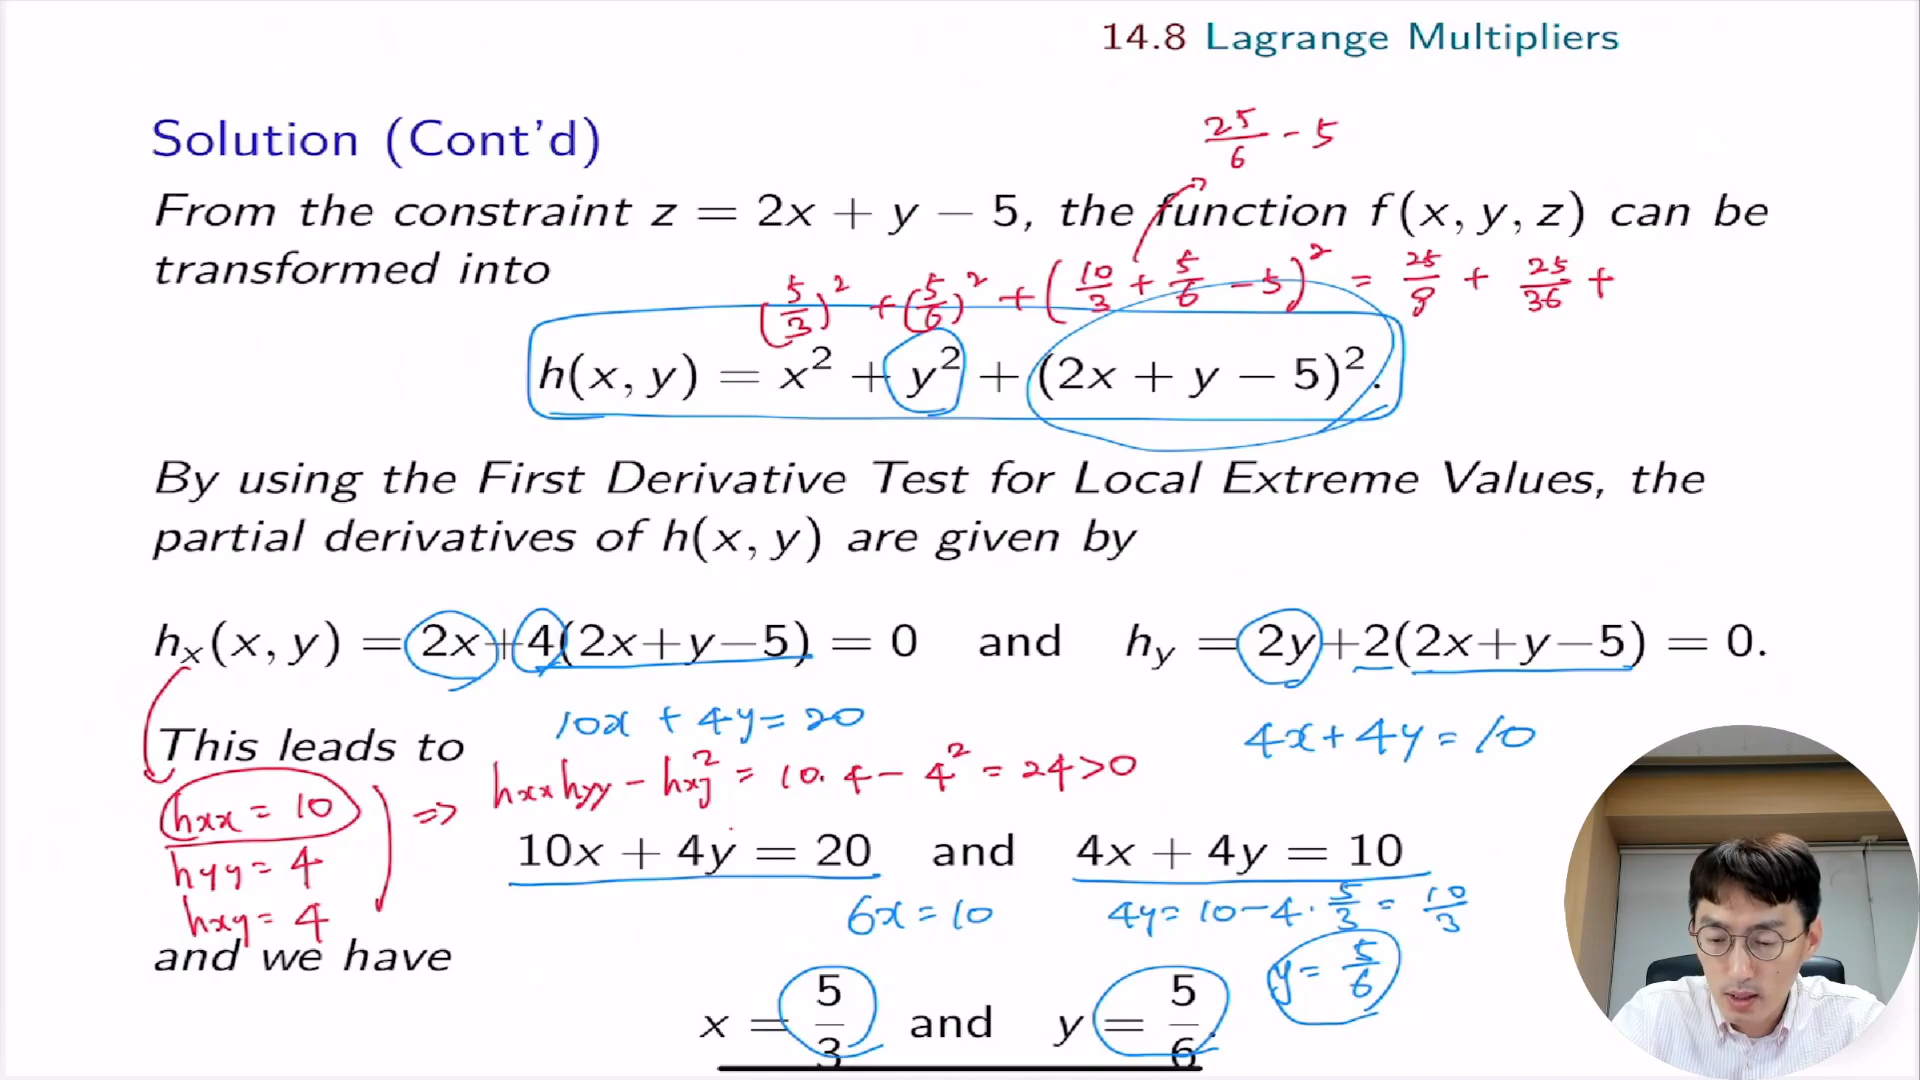 14.8 Lagrange Multipliers
Solution (Cont'd)
25/6 - 5
From the constraint z = 2x + y − 5, the function f(x, y, z) can be
transformed into
(5/3)² + (5/6)² + (10/3 + 5/6 - 5)² = 25/9 + 25/36 +
h(x, y) = x² + y² + (2x + y − 5)².
By using the First Derivative Test for Local Extreme Values, the
partial derivatives of h(x, y) are given by
hₓ(x, y) = 2x+4(2x+y−5) = 0 and h_y = 2y+2(2x+y−5) = 0.
10x + 4y = 20
4x + 4y = 10
This leads to
hxx hyy - hxy² = 10·4 - 4² = 24 > 0
hxx = 10 ⇒
hyy = 4
hxy = 4
10x + 4y = 20 and 4x + 4y = 10
6x = 10
4y = 10 - 4·5/3 = 10/3
and we have
y = 5/6
x = 5/3 and y = 5/6.